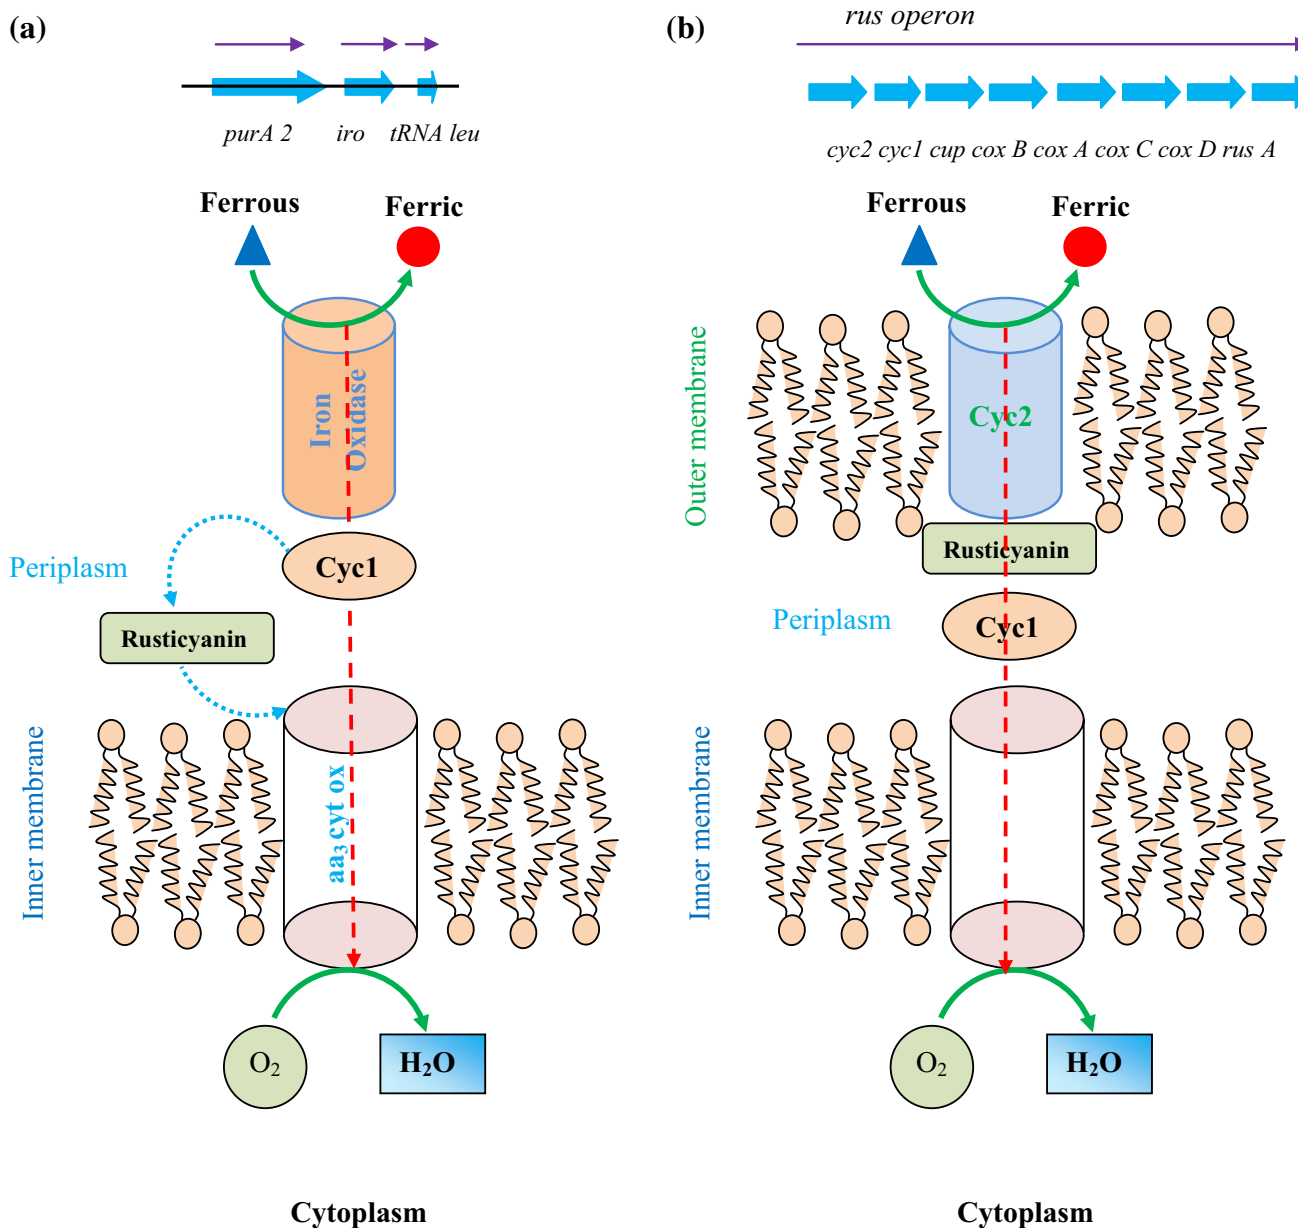 (a)
purA 2 iro tRNA leu
Ferrous Ferric
Iron
Oxidase
Cyc1
Periplasm
Rusticyanin
Inner membrane
aa₃ cyt ox
O₂
H₂O
Cytoplasm
(b)
rus operon
cyc2 cyc1 cup cox B cox A cox C cox D rus A
Ferrous Ferric
Outer membrane
Cyc2
Rusticyanin
Periplasm
Cyc1
Inner membrane
O₂
H₂O
Cytoplasm